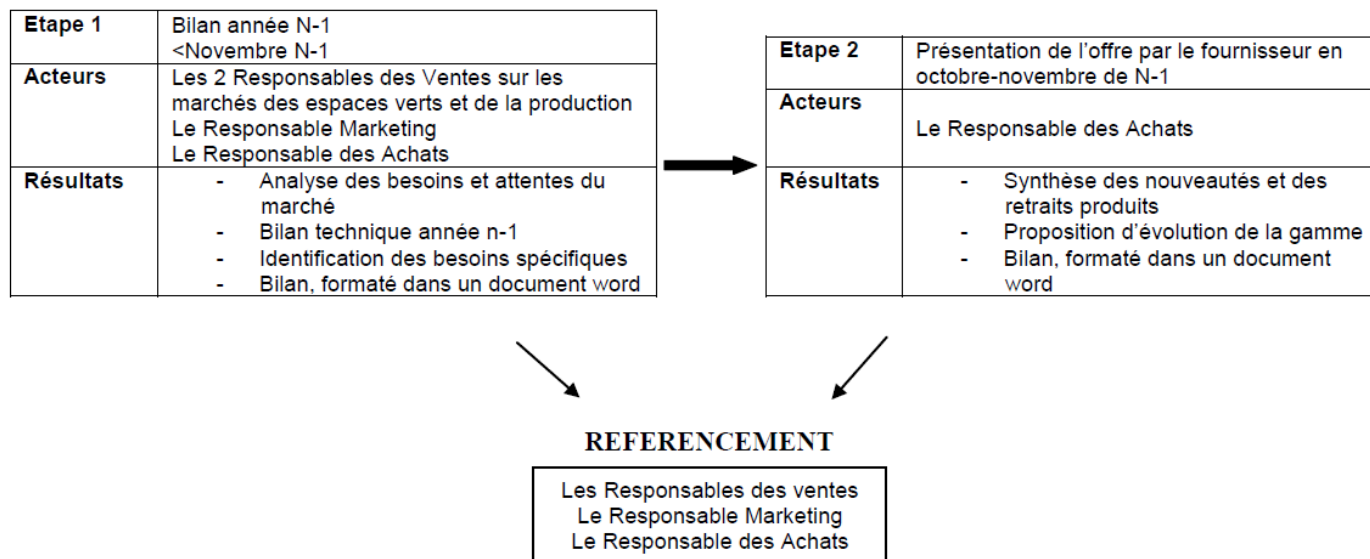 Etape 1
Bilan année N-1
<Novembre N-1
Acteurs
Les 2 Responsables des Ventes sur les
marchés des espaces verts et de la production
Le Responsable Marketing
Le Responsable des Achats
Résultats
- Analyse des besoins et attentes du
marché
- Bilan technique année n-1
- Identification des besoins spécifiques
- Bilan, formaté dans un document word
Etape 2
Présentation de l'offre par le fournisseur en
octobre-novembre de N-1
Acteurs
Le Responsable des Achats
Résultats
- Synthèse des nouveautés et des
retraits produits
- Proposition d'évolution de la gamme
- Bilan, formaté dans un document
word
REFERENCEMENT
Les Responsables des ventes
Le Responsable Marketing
Le Responsable des Achats